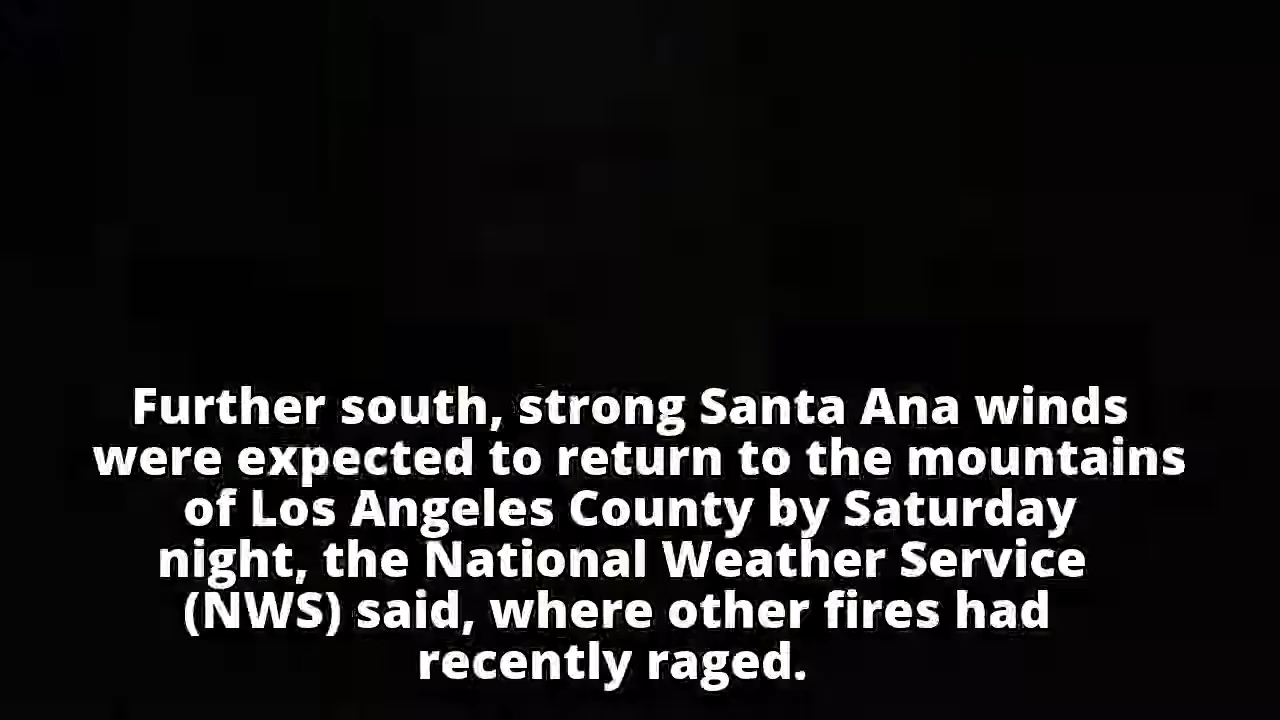 Further south, strong Santa Ana winds
were expected to return to the mountains
of Los Angeles County by Saturday
night, the National Weather Service
(NWS) said, where other fires had
recently raged.